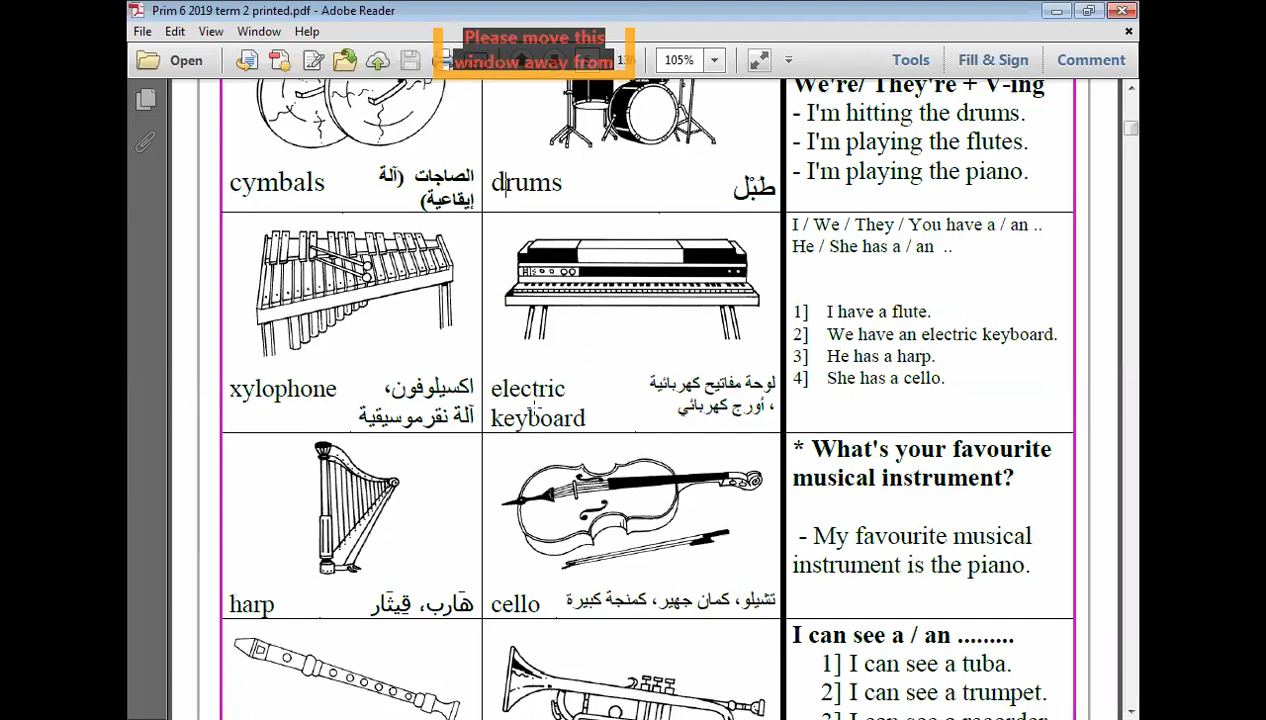 Prim 6 2019 term 2 printed.pdf - Adobe Reader
File Edit View Window Help
Please move this
window away from
Open
105%
Tools
Fill & Sign
Comment
We're/ They're + V-ing
- I'm hitting the drums.
- I'm playing the flutes.
- I'm playing the piano.
cymbals
الصاجات (آلة
إيقاعية)
drums
طَبْل
I / We / They / You have a / an ..
He / She has a / an ..
1] I have a flute.
2] We have an electric keyboard.
3] He has a harp.
4] She has a cello.
xylophone
اكسيلوفون،
آلة نقرموسيقية
electric
keyboard
لوحة مفاتيح كهربائية
، أورج كهربائي
* What's your favourite
musical instrument?
- My favourite musical
instrument is the piano.
harp
هَارب، قِيثَار
cello
تشيلو، كمان جهير، كمنجة كبيرة
I can see a / an .........
1] I can see a tuba.
2] I can see a trumpet.